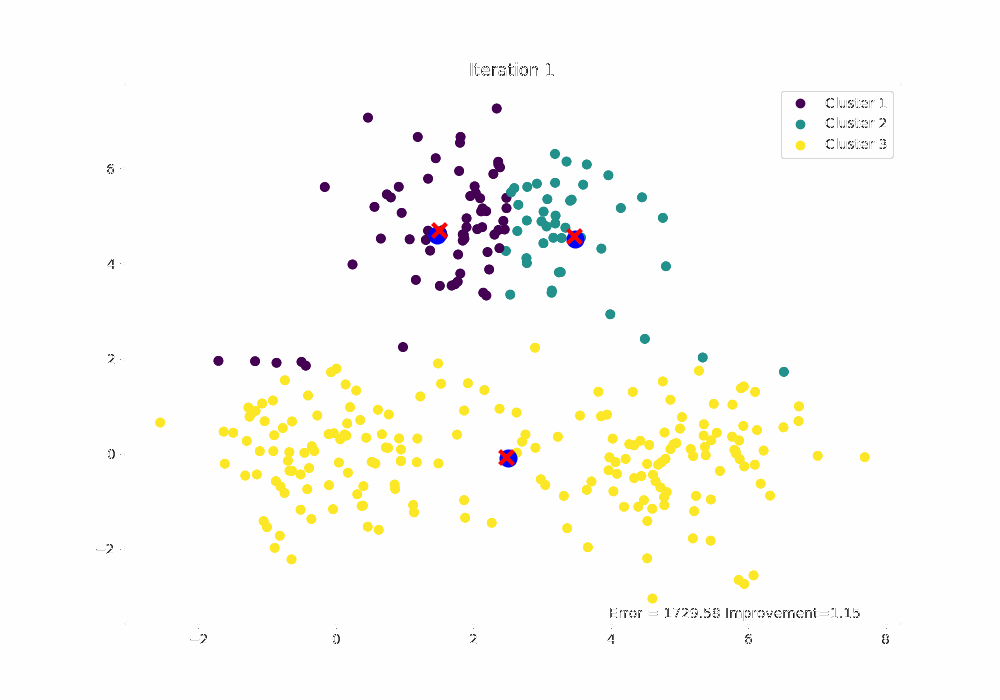 Iteration 1
Cluster 1
Cluster 2
Cluster 3
6
4
2
0
−2
Error = 1729.58 Improvement=1.15
−2 0 2 4 6 8